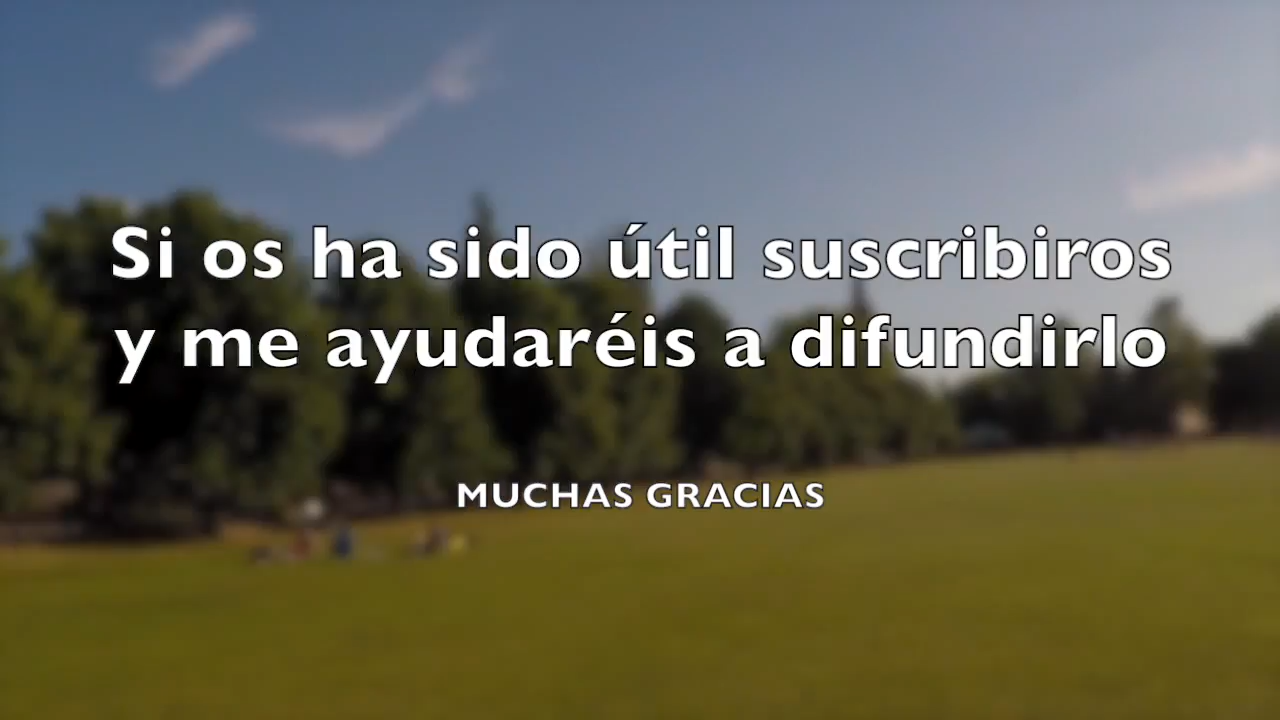 Si os ha sido útil suscribiros
y me ayudaréis a difundirlo
MUCHAS GRACIAS